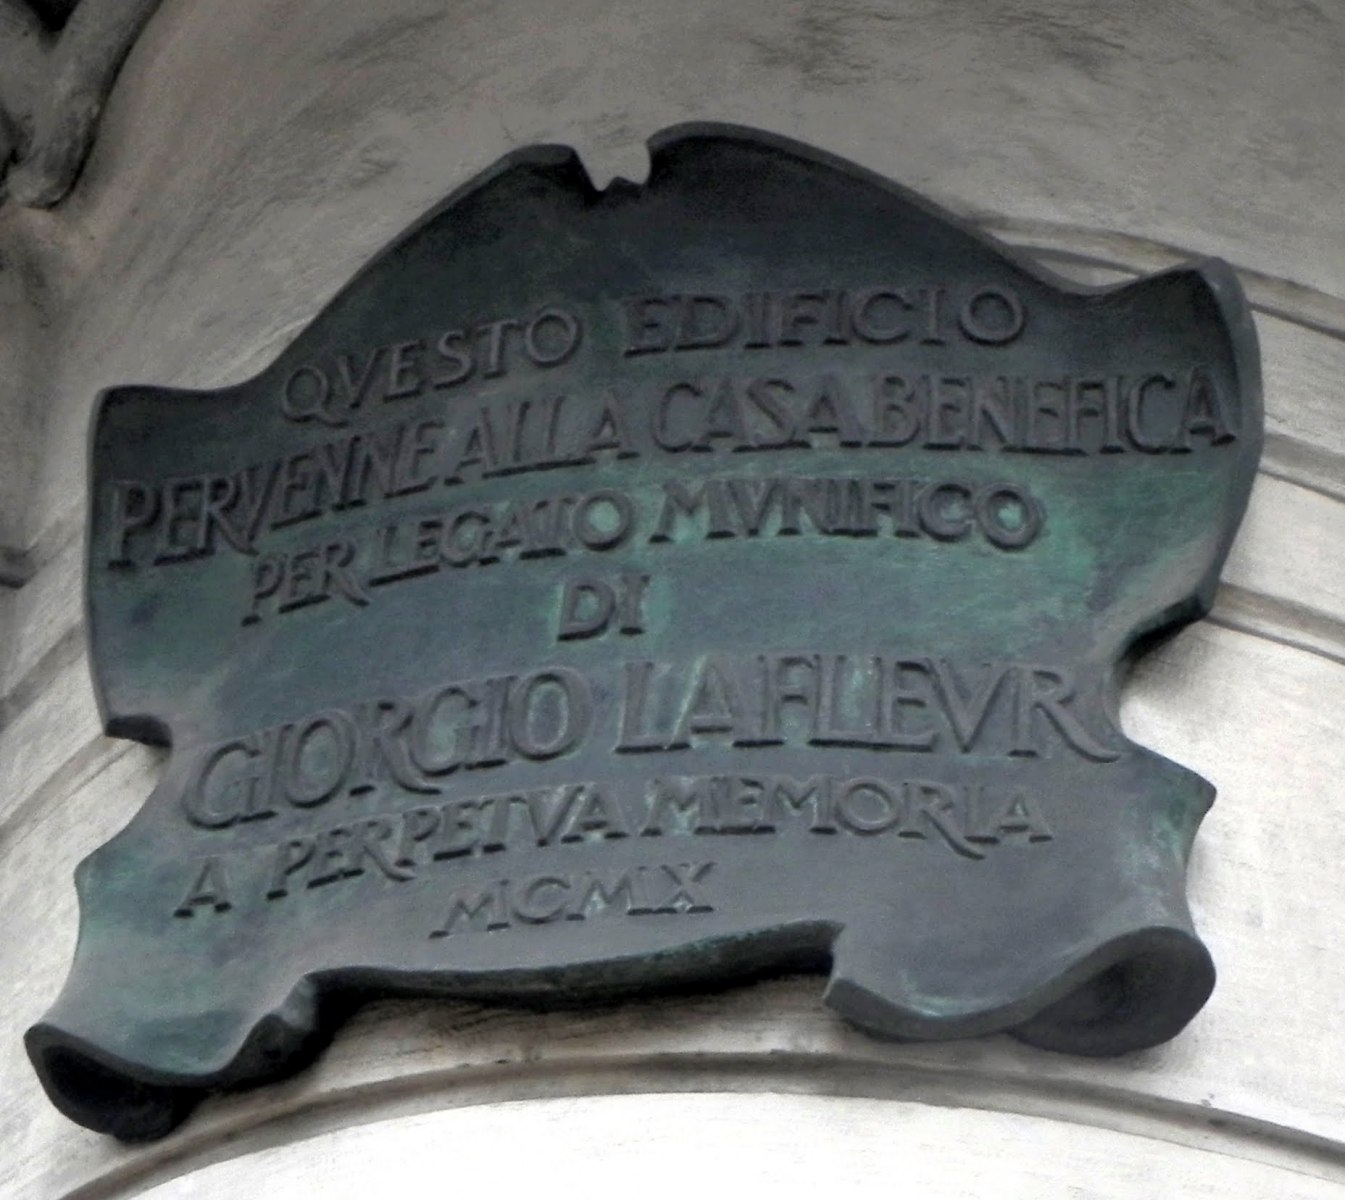 QVESTO EDIFICIO
PERVENNE ALLA CASA BENEFICA
PER LEGATO MVNIFICO
DI
GIORGIO LAFLEVR
A PERPETVA MEMORIA
MCMX